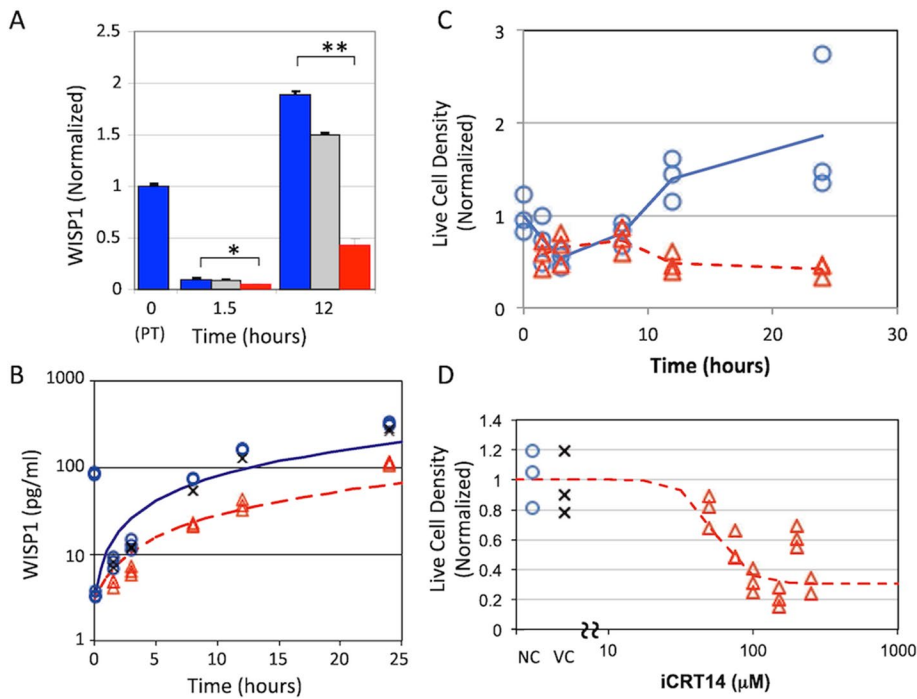 A
WISP1 (Normalized)
2.5
2
1.5
1
0.5
0
*
**
0
1.5
12
(PT)
Time (hours)
C
Live Cell Density
(Normalized)
3
2
1
0
0
10
20
30
Time (hours)
B
WISP1 (pg/ml)
1000
100
10
1
0
5
10
15
20
25
Time (hours)
D
Live Cell Density
(Normalized)
1.4
1.2
1
0.8
0.6
0.4
0.2
0
NC VC
10
100
1000
iCRT14 (μM)